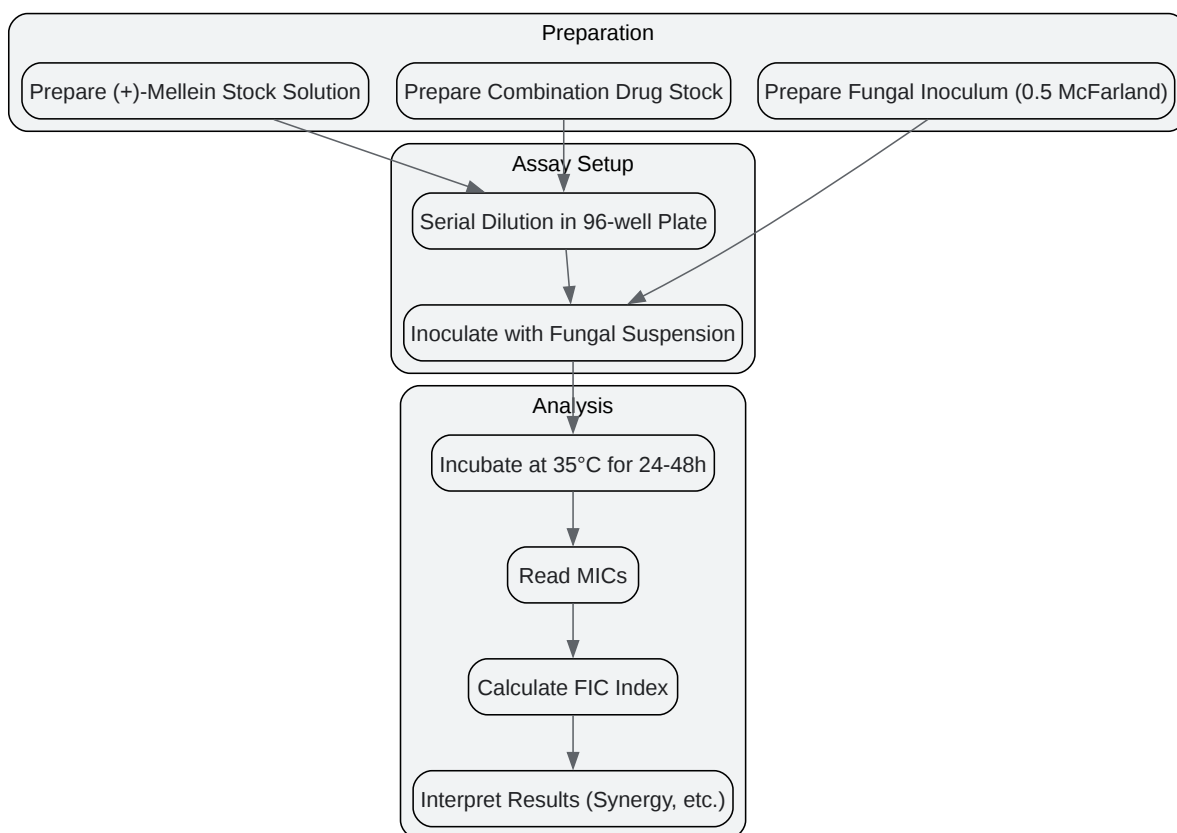 Preparation
Prepare (+)-Mellein Stock Solution
Prepare Combination Drug Stock
Prepare Fungal Inoculum (0.5 McFarland)
Assay Setup
Serial Dilution in 96-well Plate
Inoculate with Fungal Suspension
Analysis
Incubate at 35°C for 24-48h
Read MICs
Calculate FIC Index
Interpret Results (Synergy, etc.)